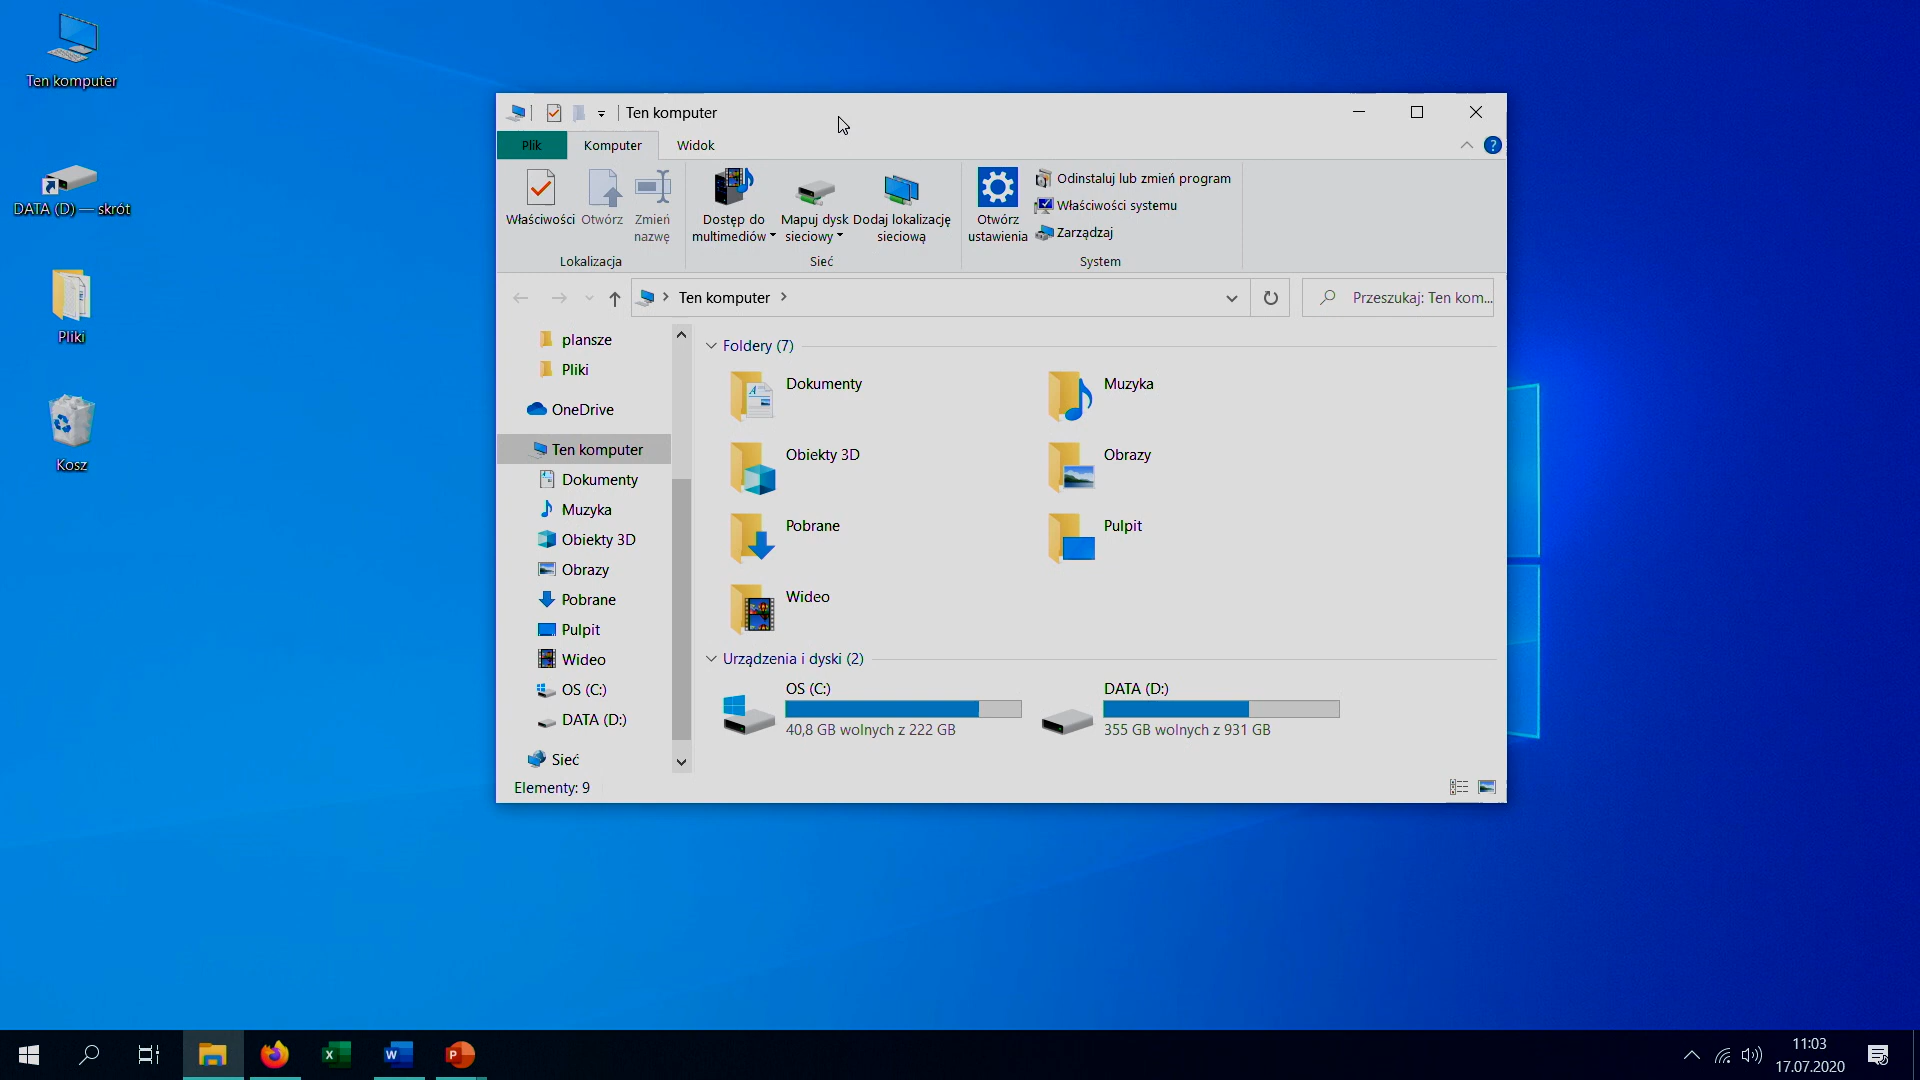 Ten komputer
DATA (D) — skrót
Pliki
Kosz
Ten komputer
Plik
Komputer
Widok
Właściwości
Otwórz
Zmień
nazwę
Lokalizacja
Dostęp do
multimediów
Mapuj dysk
sieciowy
Dodaj lokalizację
sieciową
Sieć
Otwórz
ustawienia
Odinstaluj lub zmień program
Właściwości systemu
Zarządzaj
System
Ten komputer
Przeszukaj: Ten kom...
plansze
Pliki
OneDrive
Ten komputer
Dokumenty
Muzyka
Obiekty 3D
Obrazy
Pobrane
Pulpit
Wideo
OS (C:)
DATA (D:)
Sieć
Foldery (7)
Dokumenty
Muzyka
Obiekty 3D
Obrazy
Pobrane
Pulpit
Wideo
Urządzenia i dyski (2)
OS (C:)
40,8 GB wolnych z 222 GB
DATA (D:)
355 GB wolnych z 931 GB
Elementy: 9
11:03
17.07.2020